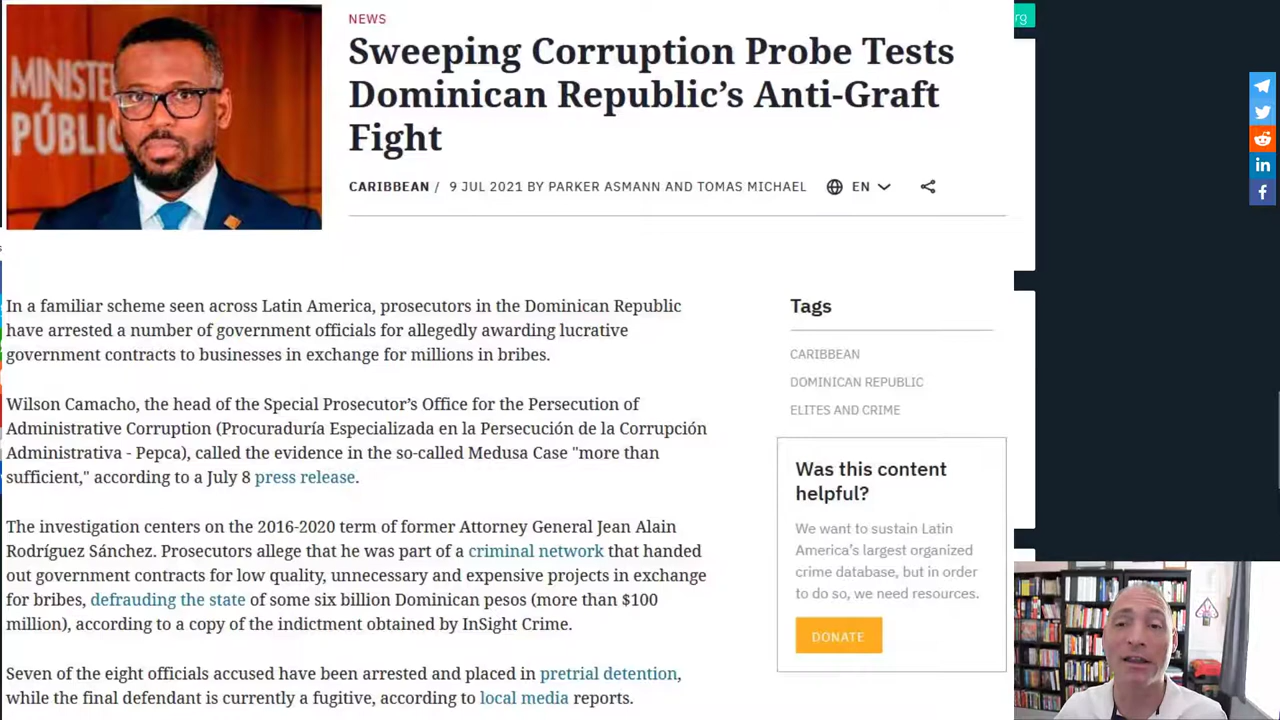 rg
MINISTE
PÚBLIC
NEWS
Sweeping Corruption Probe Tests
Dominican Republic’s Anti-Graft
Fight
CARIBBEAN / 9 JUL 2021 BY PARKER ASMANN AND TOMAS MICHAEL EN
In a familiar scheme seen across Latin America, prosecutors in the Dominican Republic
have arrested a number of government officials for allegedly awarding lucrative
government contracts to businesses in exchange for millions in bribes.
Wilson Camacho, the head of the Special Prosecutor’s Office for the Persecution of
Administrative Corruption (Procuraduría Especializada en la Persecución de la Corrupción
Administrativa - Pepca), called the evidence in the so-called Medusa Case "more than
sufficient," according to a July 8 press release.
The investigation centers on the 2016-2020 term of former Attorney General Jean Alain
Rodríguez Sánchez. Prosecutors allege that he was part of a criminal network that handed
out government contracts for low quality, unnecessary and expensive projects in exchange
for bribes, defrauding the state of some six billion Dominican pesos (more than $100
million), according to a copy of the indictment obtained by InSight Crime.
Seven of the eight officials accused have been arrested and placed in pretrial detention,
while the final defendant is currently a fugitive, according to local media reports.
Tags
CARIBBEAN
DOMINICAN REPUBLIC
ELITES AND CRIME
Was this content
helpful?
We want to sustain Latin
America’s largest organized
crime database, but in order
to do so, we need resources.
DONATE